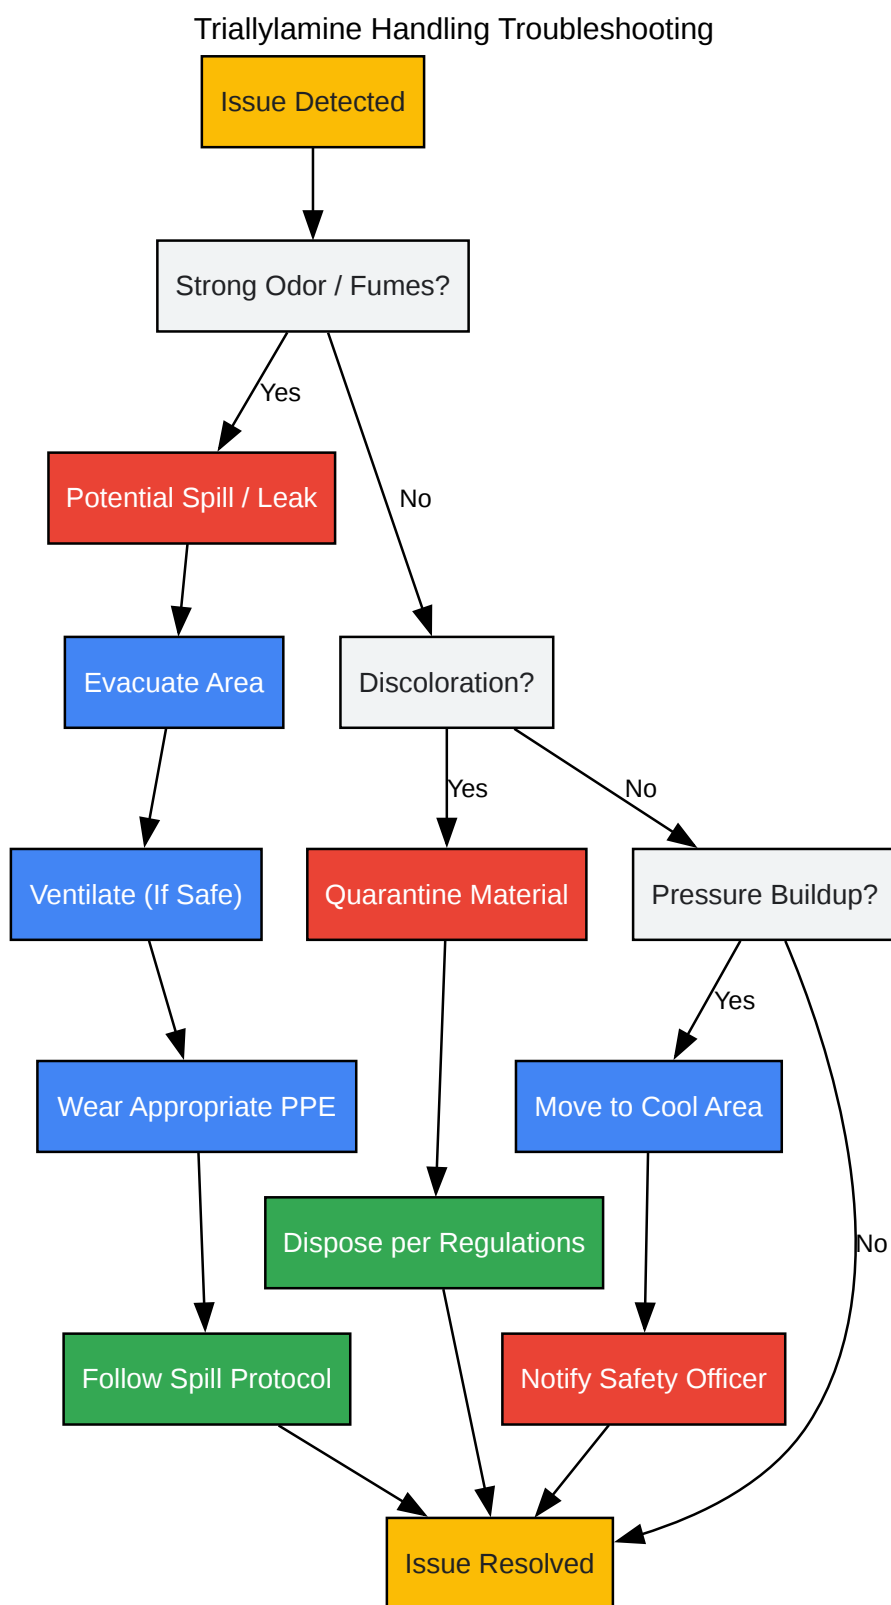 Triallylamine Handling Troubleshooting
Issue Detected
Strong Odor / Fumes?
Yes
Potential Spill / Leak
No
Evacuate Area
Discoloration?
Yes
No
Ventilate (If Safe)
Quarantine Material
Pressure Buildup?
Yes
Wear Appropriate PPE
Move to Cool Area
Dispose per Regulations
No
Follow Spill Protocol
Notify Safety Officer
Issue Resolved